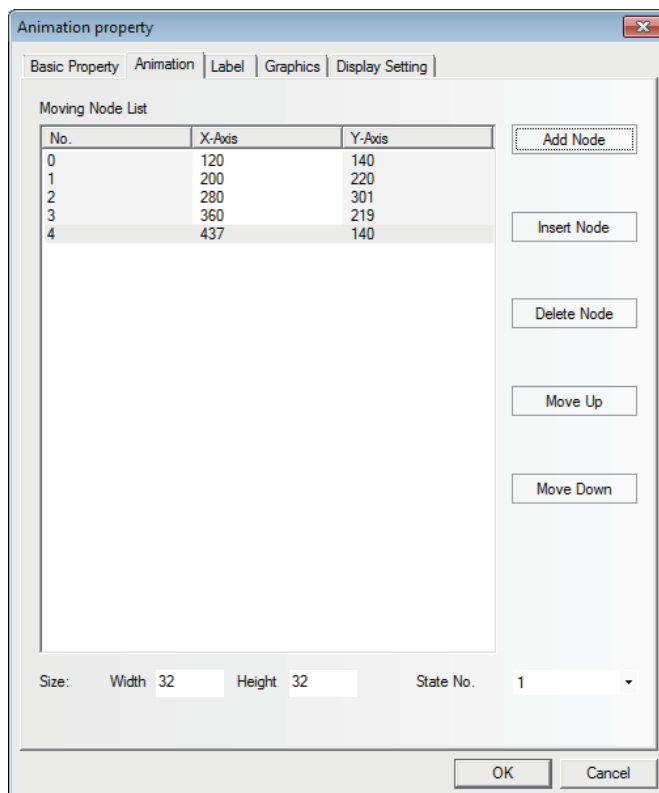 Animation property
Basic Property Animation Label Graphics Display Setting
Moving Node List
No. X-Axis Y-Axis
0 120 140
1 200 220
2 280 301
3 360 219
4 437 140
Add Node
Insert Node
Delete Node
Move Up
Move Down
Size: Width 32 Height 32 State No. 1
OK Cancel